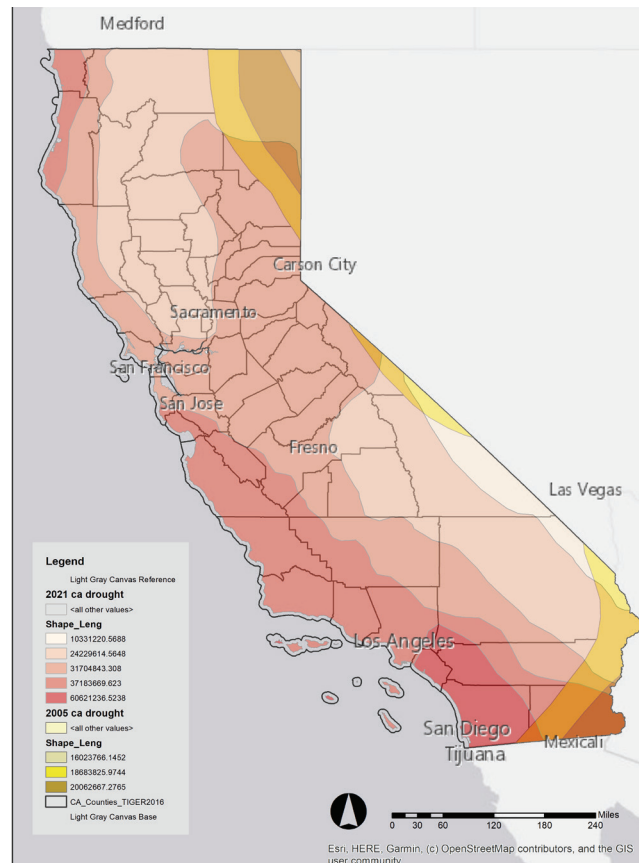 Medford
Carson City
Sacramento
San Francisco
San Jose
Fresno
Las Vegas
Los Angeles
San Diego
Tijuana
Mexicali
Legend
Light Gray Canvas Reference
2021 ca drought
<all other values>
Shape_Leng
10331220.5688
24229614.5648
31704843.308
37183669.623
60621236.5238
2005 ca drought
<all other values>
Shape_Leng
16023766.1452
18683825.9744
20062667.2765
CA_Counties_TIGER2016
Light Gray Canvas Base
Miles
0 30 60 120 180 240
Esri, HERE, Garmin, (c) OpenStreetMap contributors, and the GIS
user community